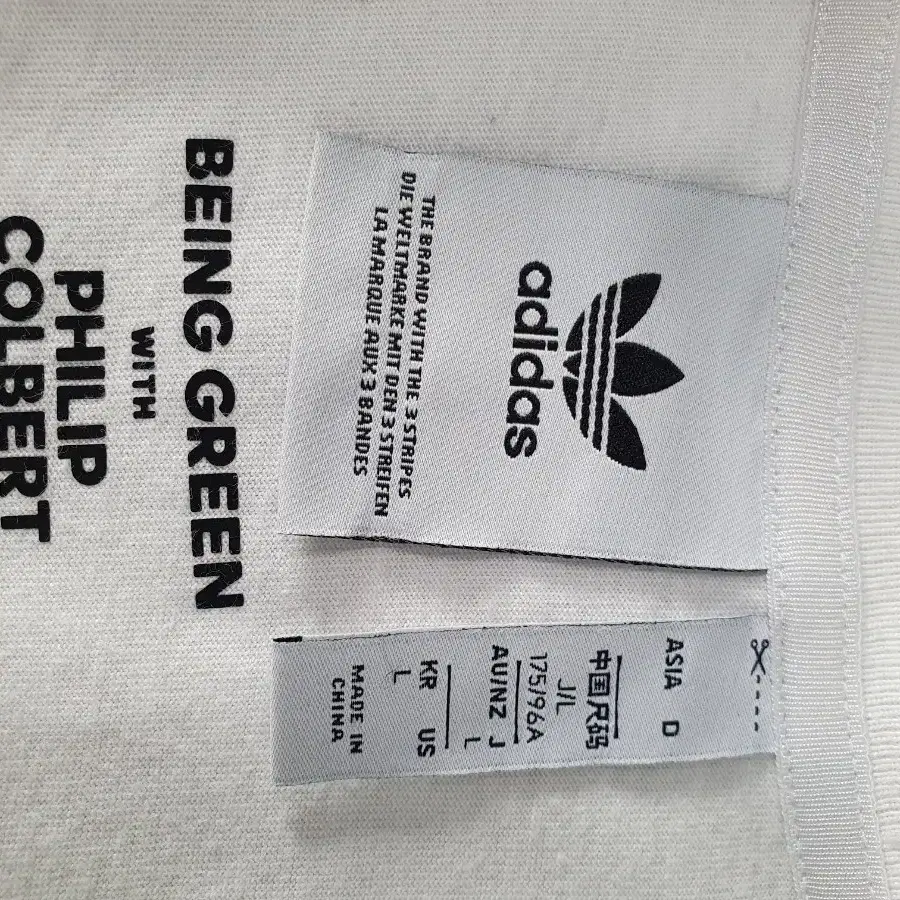 adidas
THE BRAND WITH THE 3 STRIPES
DIE WELTMARKE MIT DEN 3 STREIFEN
LA MARQUE AUX 3 BANDES
ASIA D
中国尺码
J/L
175/96A
AU/NZ J
L
KR US
L
MADE IN
CHINA
BEING GREEN
WITH
PHILIP
COLBERT